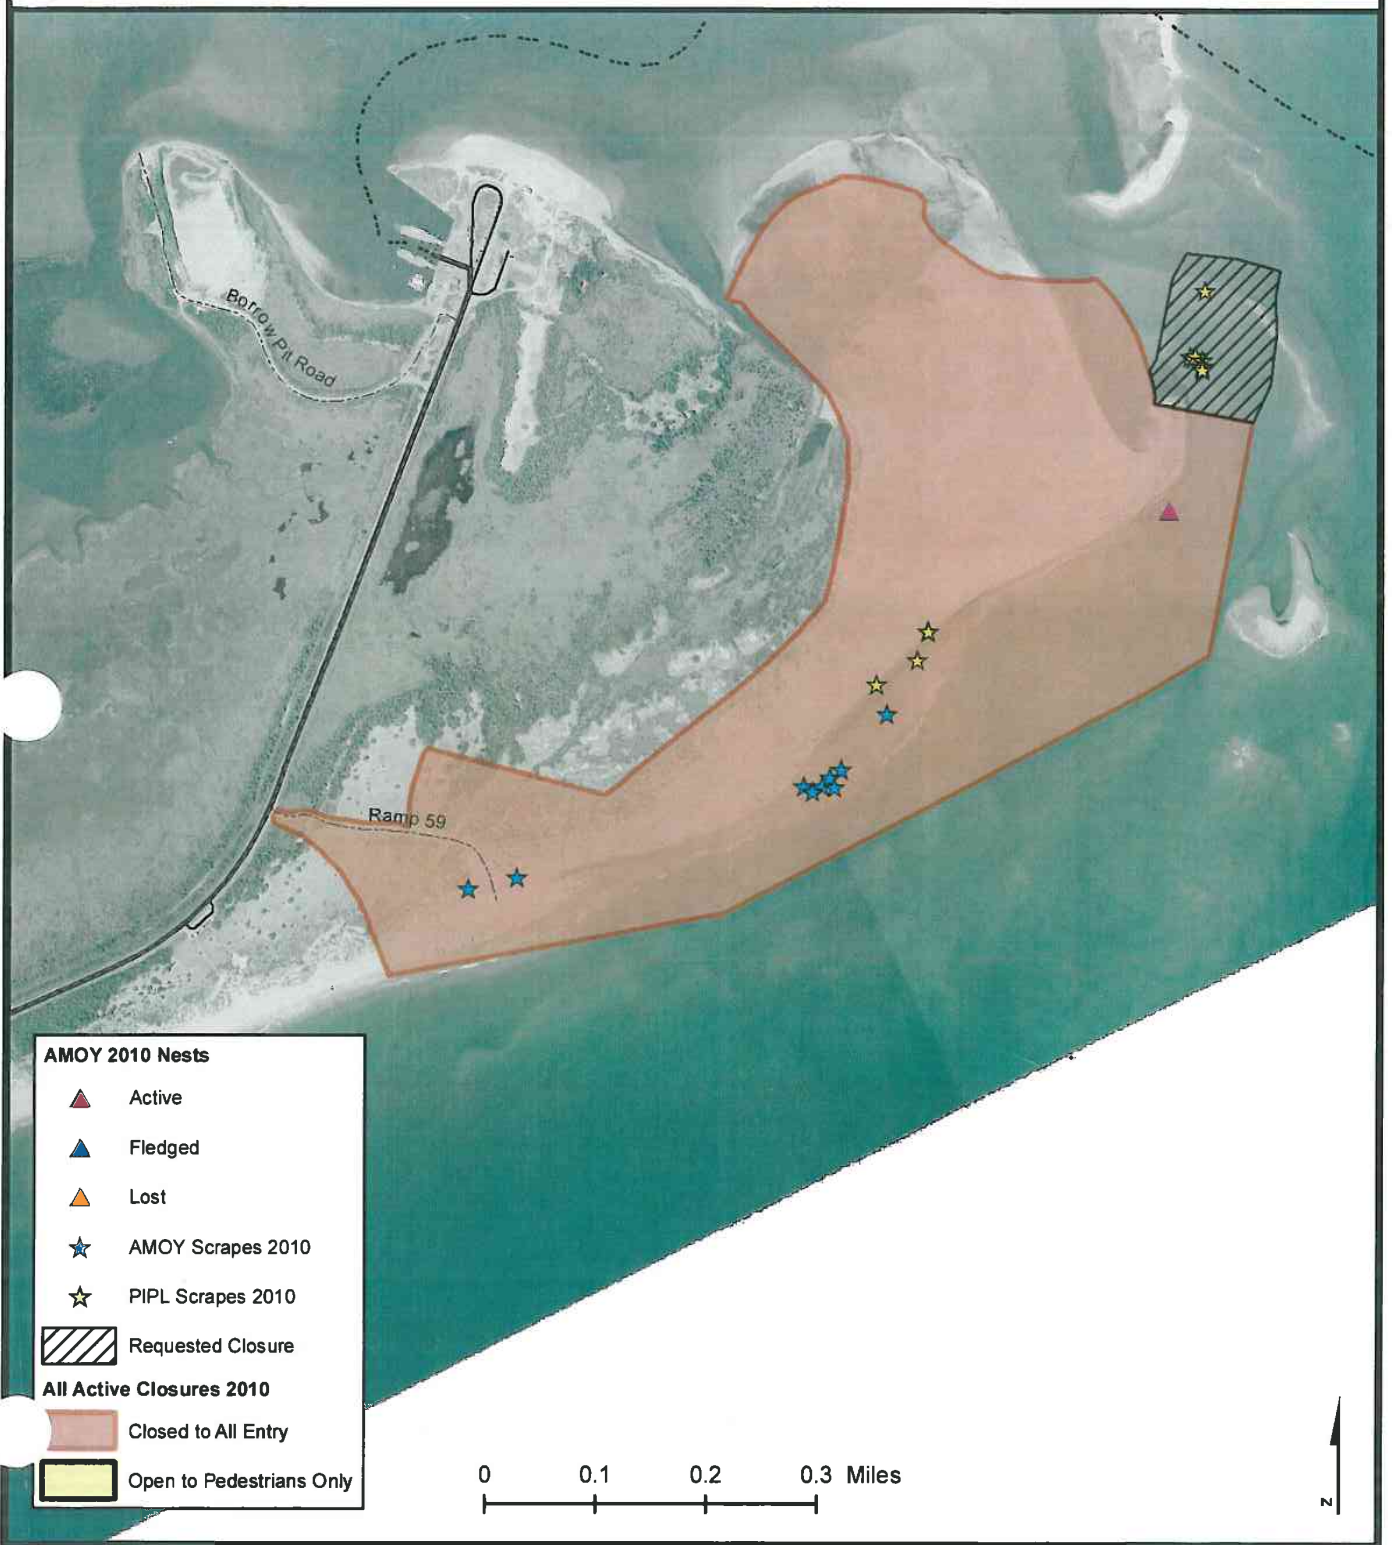 Borrow Pit Road
Ramp 59
AMOY 2010 Nests
Active
Fledged
Lost
AMOY Scrapes 2010
PIPL Scrapes 2010
Requested Closure
All Active Closures 2010
Closed to All Entry
Open to Pedestrians Only
0 0.1 0.2 0.3 Miles
N